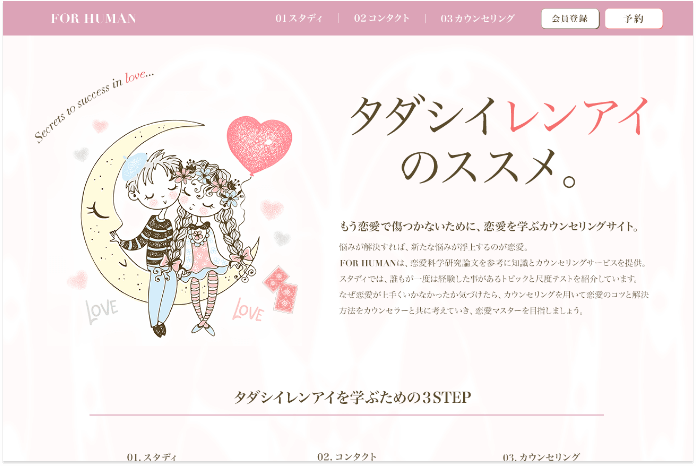 FOR HUMAN
01 スタディ
02 コンタクト
03 カウンセリング
会員登録
予約
Secrets to success in love...
タダシイレンアイ
のススメ。
もう恋愛で傷つかないために、恋愛を学ぶカウンセリングサイト。
悩みが解決すれば、新たな悩みが浮上するのが恋愛。
FOR HUMANは、恋愛科学研究論文を参考に知識とカウンセリングサービスを提供。
スタディでは、誰もが一度は経験した事があるトピックと尺度テストを紹介しています。
なぜ恋愛が上手くいかなかったか気づけたら、カウンセリングを用いて恋愛のコツと解決
方法をカウンセラーと共に考えていき、恋愛マスターを目指しましょう。
LOVE
LOVE
タダシイレンアイを学ぶための3STEP
01. スタディ
02. コンタクト
03. カウンセリング